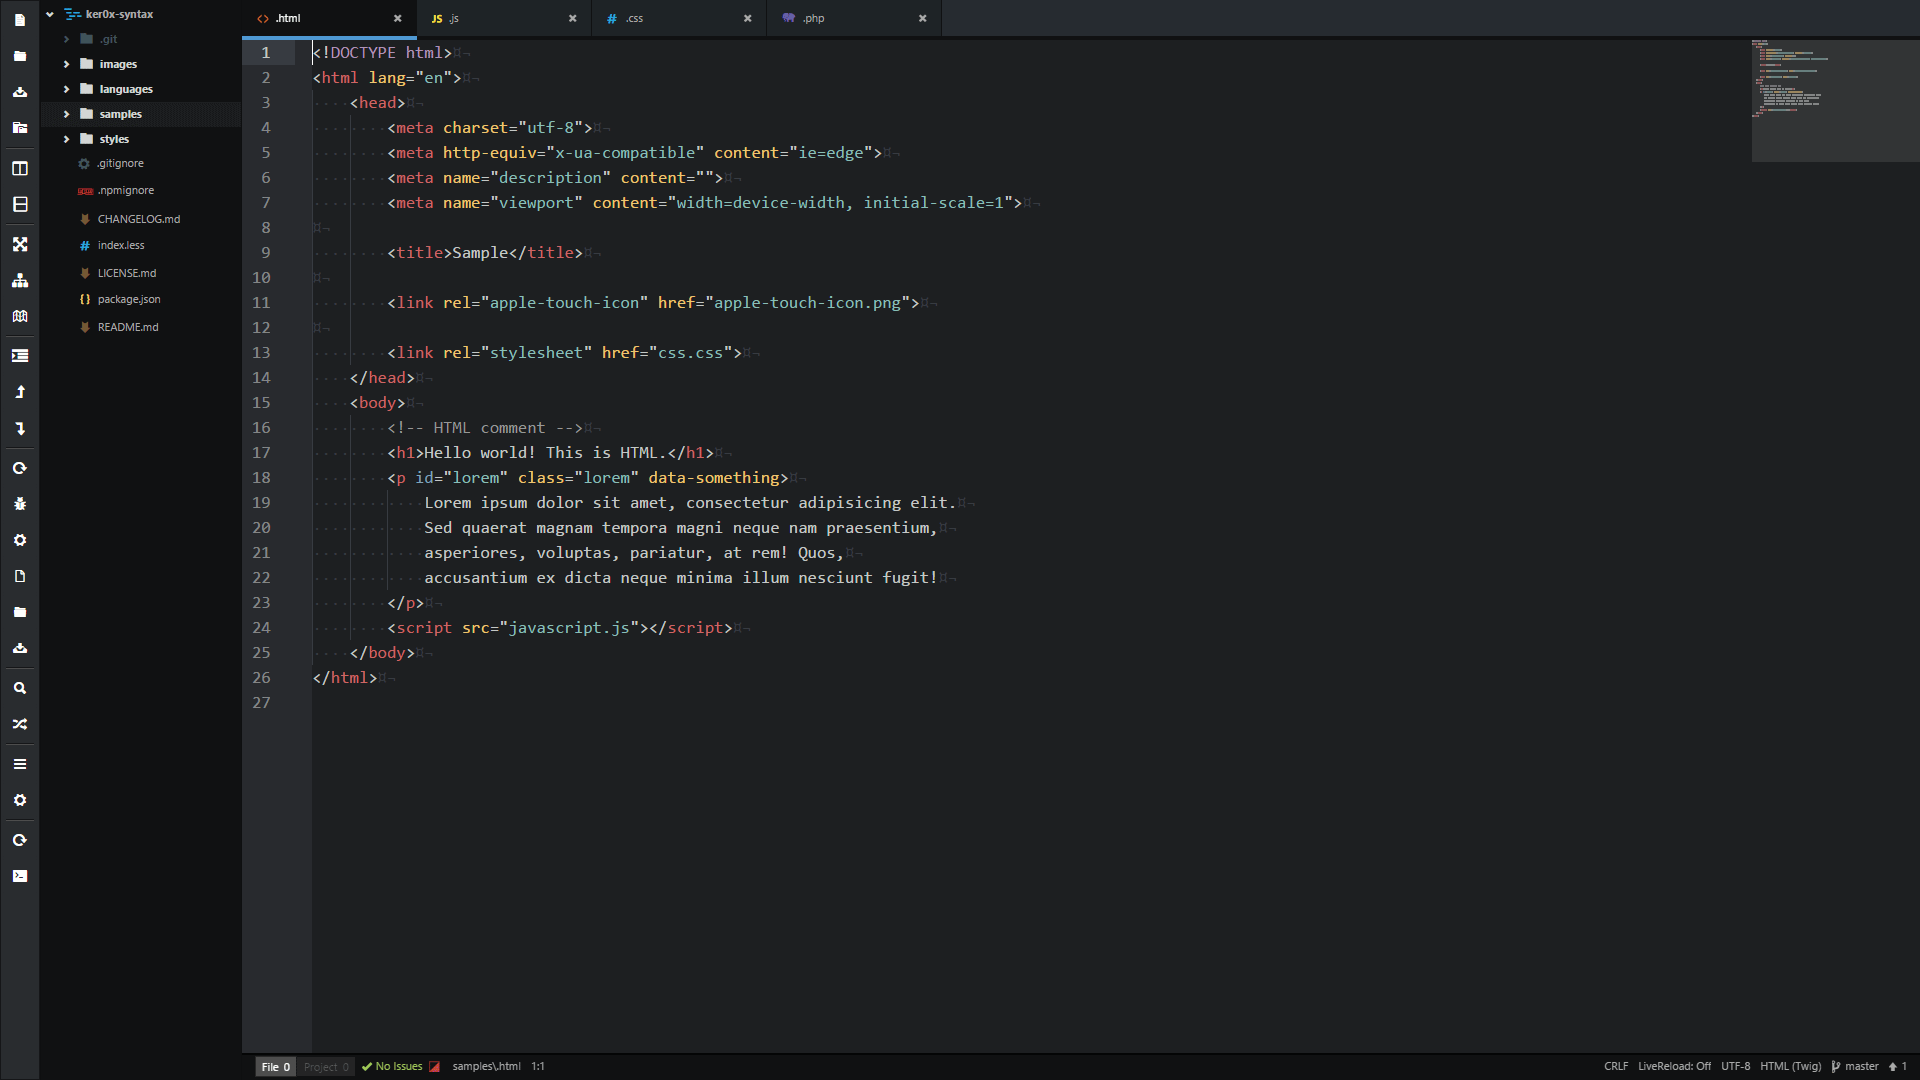 ker0x-syntax
.git
images
languages
samples
styles
.gitignore
.npmignore
CHANGELOG.md
index.less
LICENSE.md
package.json
README.md
.html
JS .js
# .css
.php
1 <!DOCTYPE html>¤¬
2 <html lang="en">¤¬
3 ····<head>¤¬
4 ········<meta charset="utf-8">¤¬
5 ········<meta http-equiv="x-ua-compatible" content="ie=edge">¤¬
6 ········<meta name="description" content="">¤¬
7 ········<meta name="viewport" content="width=device-width, initial-scale=1">¤¬
8 ¤¬
9 ········<title>Sample</title>¤¬
10 ¤¬
11 ········<link rel="apple-touch-icon" href="apple-touch-icon.png">¤¬
12 ¤¬
13 ········<link rel="stylesheet" href="css.css">¤¬
14 ····</head>¤¬
15 ····<body>¤¬
16 ········<!-- HTML comment -->¤¬
17 ········<h1>Hello world! This is HTML.</h1>¤¬
18 ········<p id="lorem" class="lorem" data-something>¤¬
19 ············Lorem ipsum dolor sit amet, consectetur adipisicing elit.¤¬
20 ············Sed quaerat magnam tempora magni neque nam praesentium,¤¬
21 ············asperiores, voluptas, pariatur, at rem! Quos,¤¬
22 ············accusantium ex dicta neque minima illum nesciunt fugit!¤¬
23 ········</p>¤¬
24 ········<script src="javascript.js"></script>¤¬
25 ····</body>¤¬
26 </html>¤¬
27
File 0 Project 0 No Issues samples\.html 1:1 CRLF LiveReload: Off UTF-8 HTML (Twig) master 1